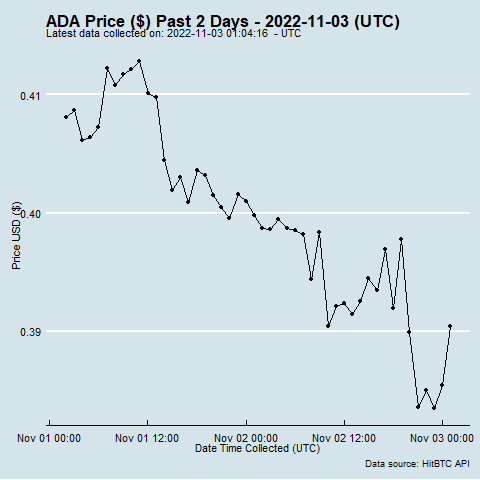 ADA Price ($) Past 2 Days - 2022-11-03 (UTC)
Latest data collected on: 2022-11-03 01:04:16 - UTC
0.41
0.40
0.39
Price USD ($)
Nov 01 00:00 Nov 01 12:00 Nov 02 00:00 Nov 02 12:00 Nov 03 00:00
Date Time Collected (UTC)
Data source: HitBTC API